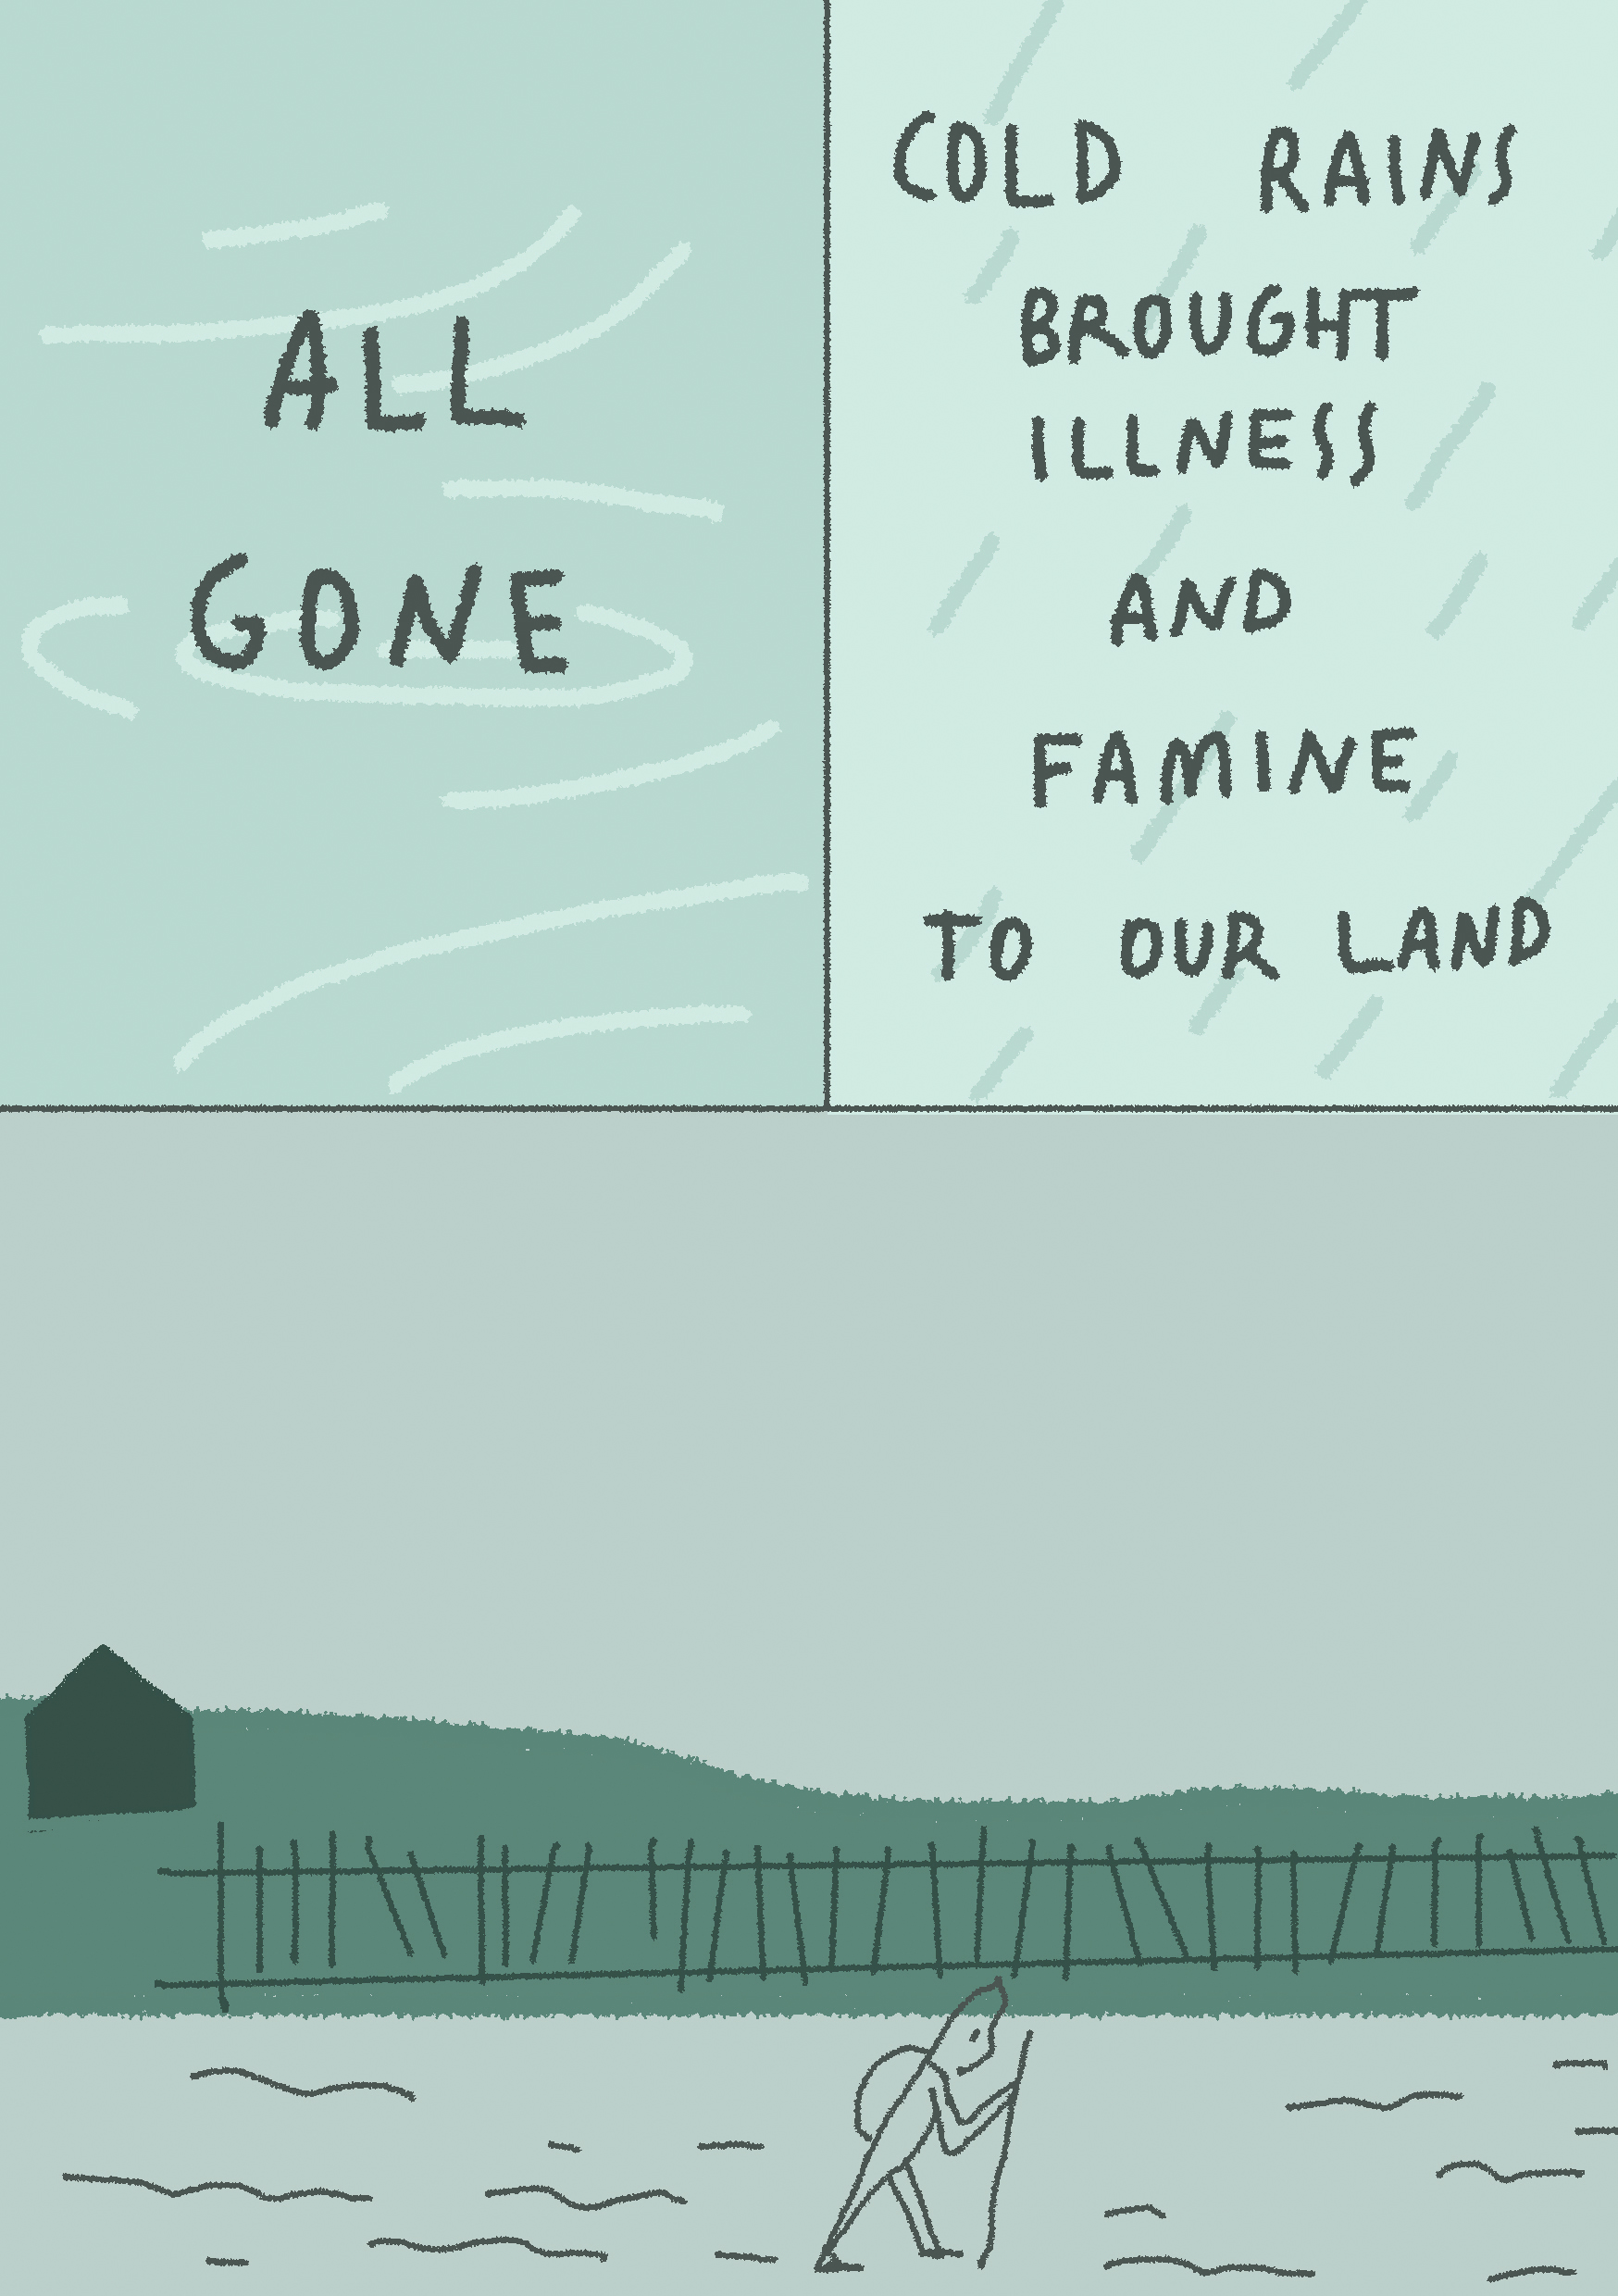 ALL
GONE
COLD RAINS
BROUGHT
ILLNESS
AND
FAMINE
TO OUR LAND